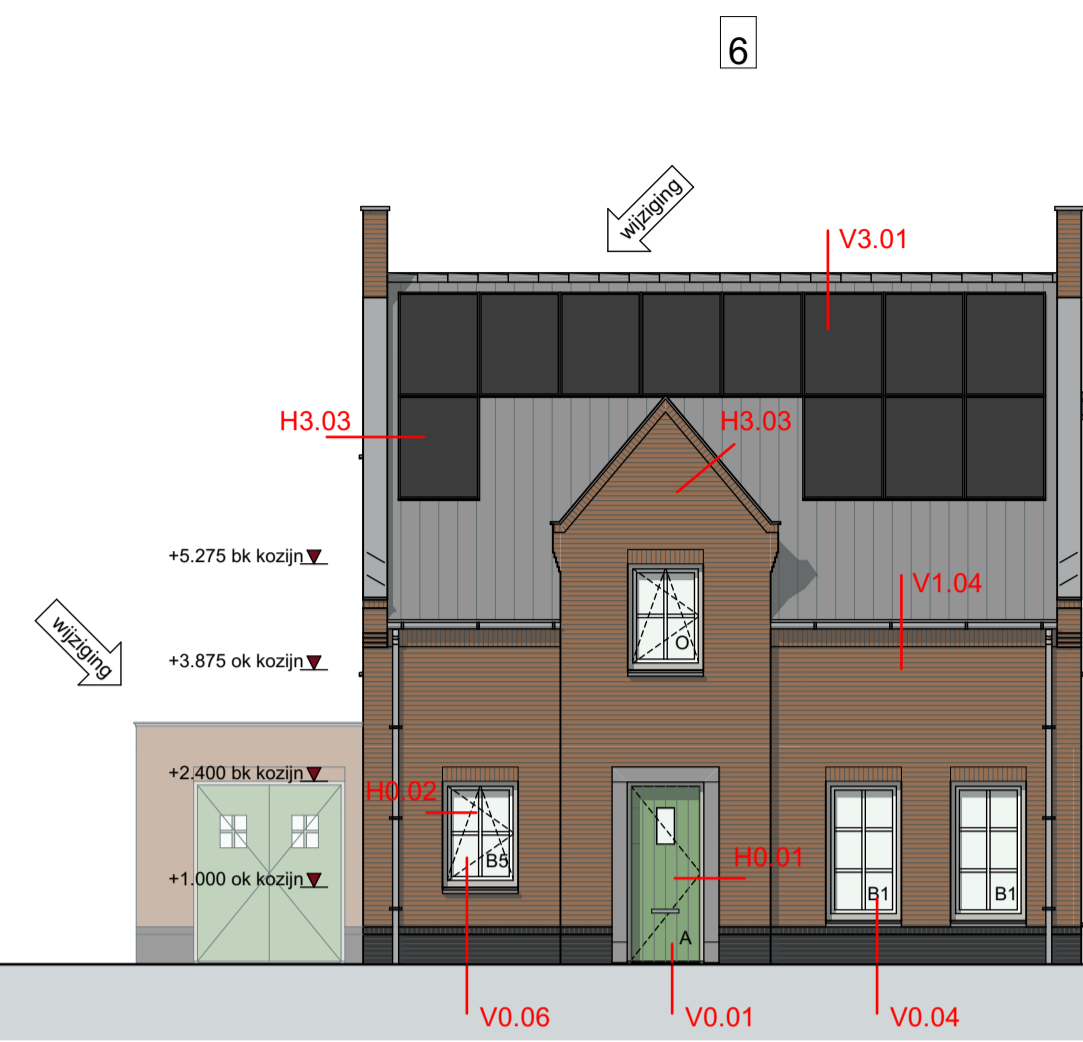 6
wijziging
V3.01
H3.03
H3.03
+5.275 bk kozijn
V1.04
wijziging
O
+3.875 ok kozijn
+2.400 bk kozijn
H0.02
B5
H0.01
+1.000 ok kozijn
B1
B1
A
V0.06
V0.01
V0.04